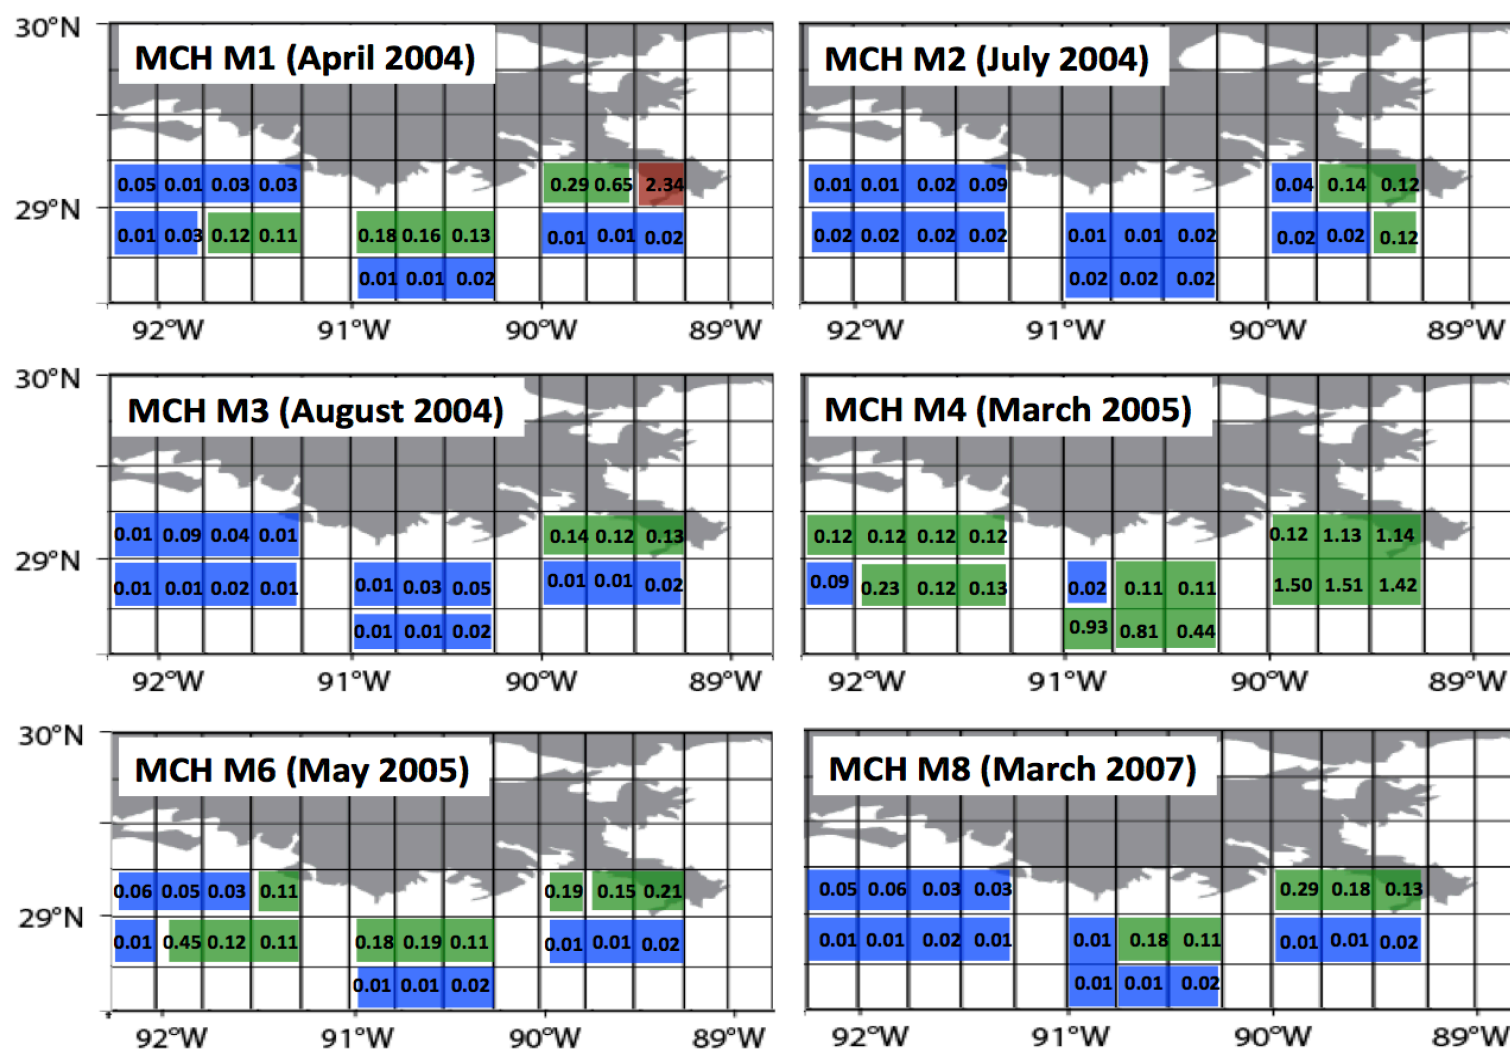 30°N
MCH M1 (April 2004)
0.05 0.01 0.03 0.03
0.29 0.65 2.34
29°N
0.01 0.03 0.12 0.11
0.18 0.16 0.13
0.01 0.01 0.02
0.01 0.01 0.02
92°W 91°W 90°W 89°W
MCH M2 (July 2004)
0.01 0.01 0.02 0.09
0.04 0.14 0.12
0.02 0.02 0.02 0.02
0.01 0.01 0.02
0.02 0.02 0.12
0.02 0.02 0.02
92°W 91°W 90°W 89°W
30°N
MCH M3 (August 2004)
0.01 0.09 0.04 0.01
0.14 0.12 0.13
29°N
0.01 0.01 0.02 0.01
0.01 0.03 0.05
0.01 0.01 0.02
0.01 0.01 0.02
92°W 91°W 90°W 89°W
MCH M4 (March 2005)
0.12 0.12 0.12 0.12
0.12 1.13 1.14
0.09 0.23 0.12 0.13
0.02 0.11 0.11
1.50 1.51 1.42
0.93 0.81 0.44
92°W 91°W 90°W 89°W
30°N
MCH M6 (May 2005)
0.06 0.05 0.03 0.11
0.19 0.15 0.21
29°N
0.01 0.45 0.12 0.11
0.18 0.19 0.11
0.01 0.01 0.02
0.01 0.01 0.02
92°W 91°W 90°W 89°W
MCH M8 (March 2007)
0.05 0.06 0.03 0.03
0.29 0.18 0.13
0.01 0.01 0.02 0.01
0.01 0.18 0.11
0.01 0.01 0.02
0.01 0.01 0.02
92°W 91°W 90°W 89°W